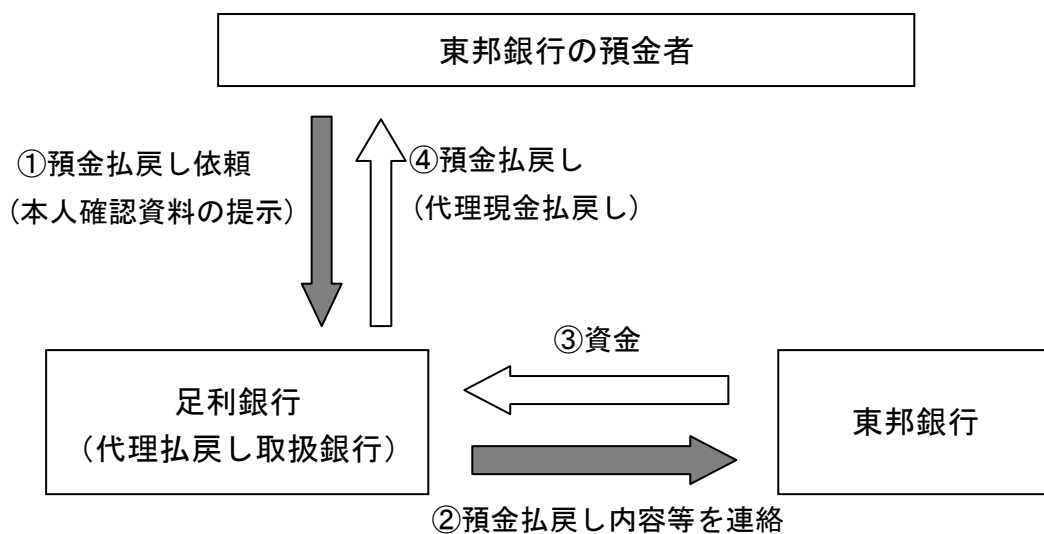 東邦銀行の預金者
①預金払戻し依頼
（本人確認資料の提示）
④預金払戻し
（代理現金払戻し）
③資金
足利銀行
（代理払戻し取扱銀行）
東邦銀行
②預金払戻し内容等を連絡